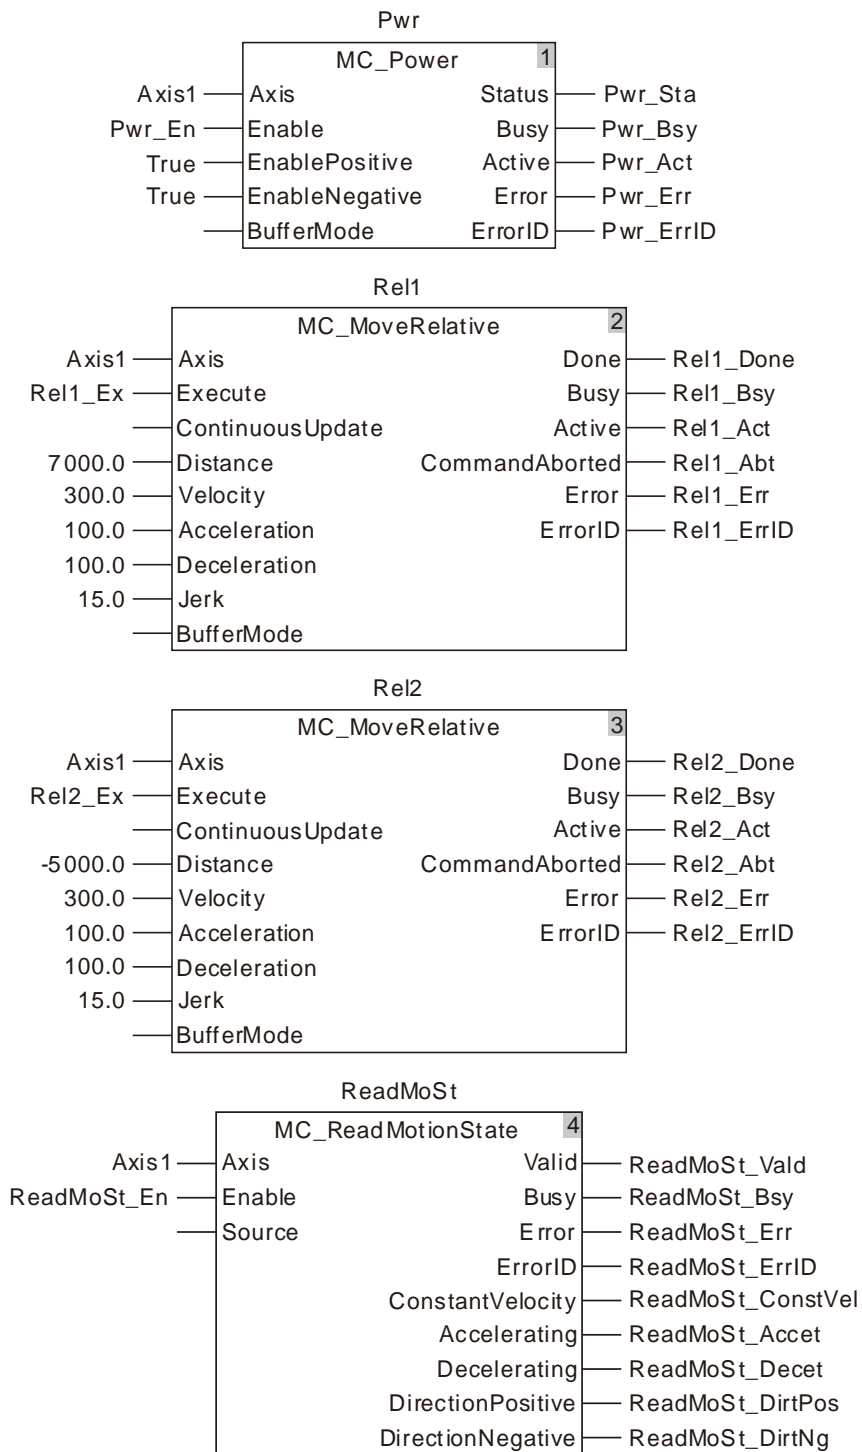 Pwr
MC_Power 1
Axis1 Axis Status Pwr_Sta
Pwr_En Enable Busy Pwr_Bsy
True EnablePositive Active Pwr_Act
True EnableNegative Error Pwr_Err
BufferMode ErrorID Pwr_ErrID
Rel1
MC_MoveRelative 2
Axis1 Axis Done Rel1_Done
Rel1_Ex Execute Busy Rel1_Bsy
ContinuousUpdate Active Rel1_Act
7000.0 Distance CommandAborted Rel1_Abt
300.0 Velocity Error Rel1_Err
100.0 Acceleration ErrorID Rel1_ErrID
100.0 Deceleration
15.0 Jerk
BufferMode
Rel2
MC_MoveRelative 3
Axis1 Axis Done Rel2_Done
Rel2_Ex Execute Busy Rel2_Bsy
ContinuousUpdate Active Rel2_Act
-5000.0 Distance CommandAborted Rel2_Abt
300.0 Velocity Error Rel2_Err
100.0 Acceleration ErrorID Rel2_ErrID
100.0 Deceleration
15.0 Jerk
BufferMode
ReadMoSt
MC_ReadMotionState 4
Axis1 Axis Valid ReadMoSt_Vald
ReadMoSt_En Enable Busy ReadMoSt_Bsy
Source Error ReadMoSt_Err
ErrorID ReadMoSt_ErrID
ConstantVelocity ReadMoSt_ConstVel
Accelerating ReadMoSt_Accet
Decelerating ReadMoSt_Decet
DirectionPositive ReadMoSt_DirtPos
DirectionNegative ReadMoSt_DirtNg